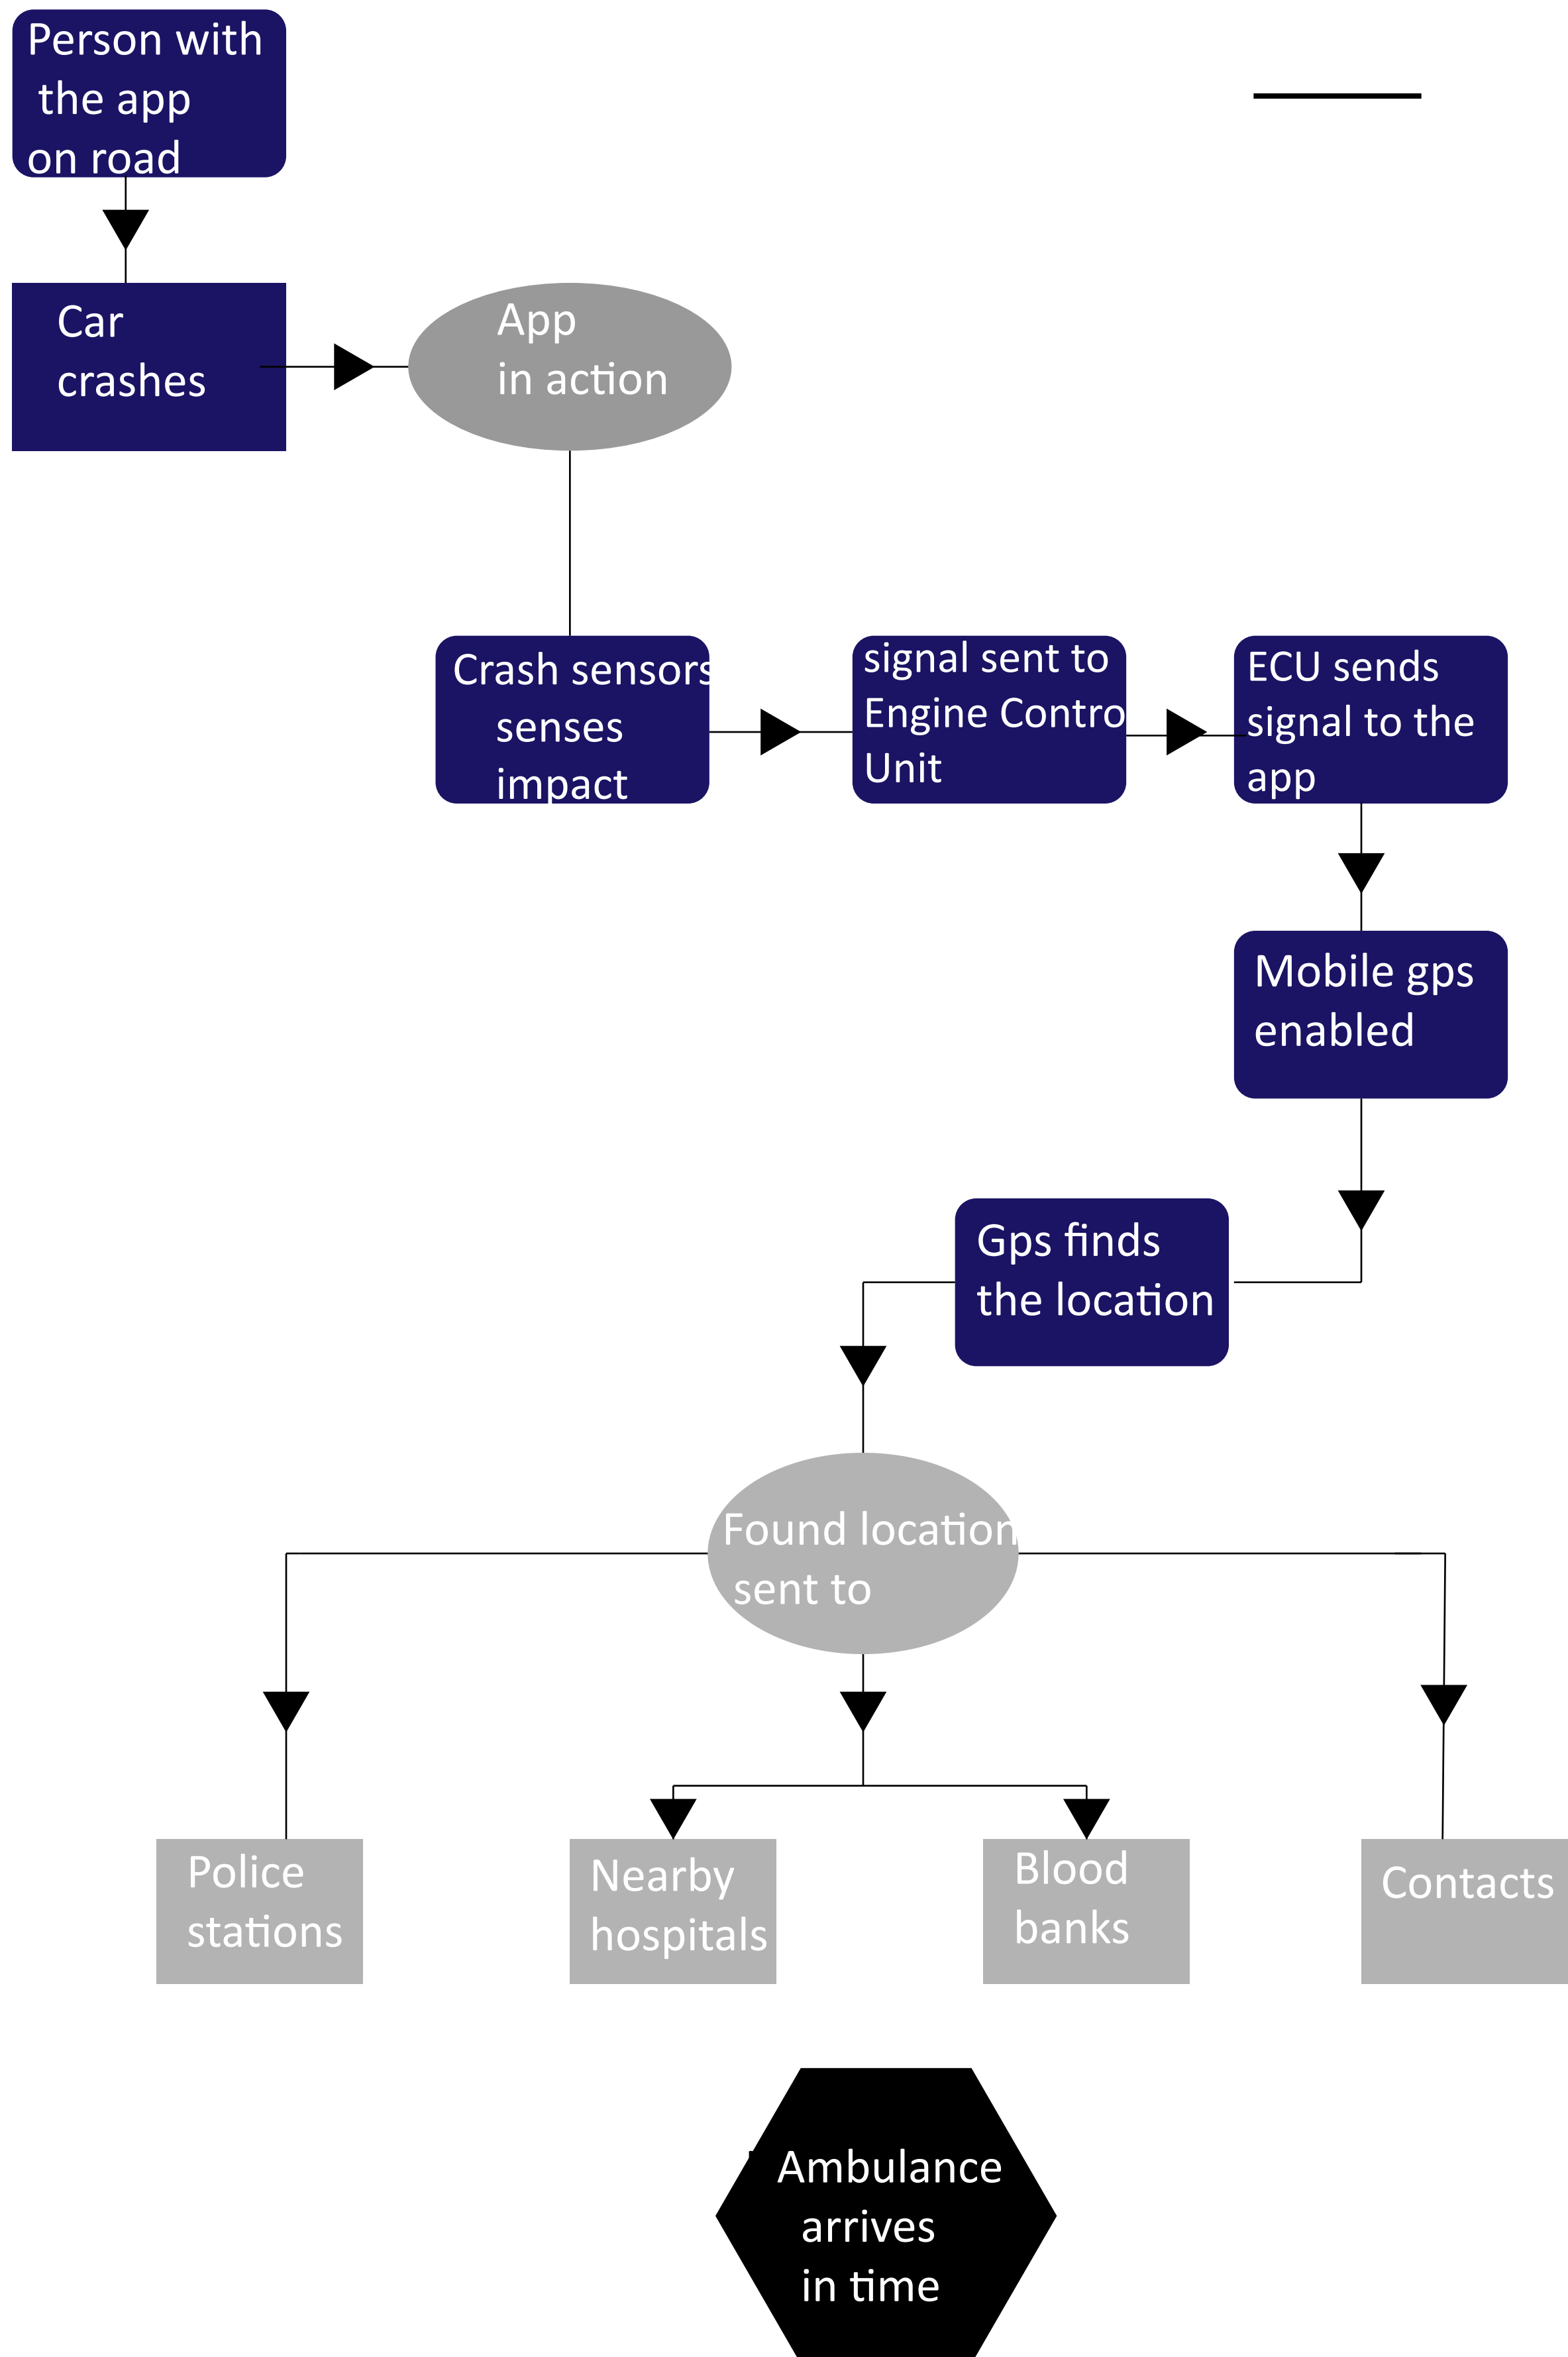 Person with
the app
on road
Car
crashes
App
in action
Crash sensors
senses
impact
signal sent to
Engine Contro
Unit
ECU sends
signal to the
app
Mobile gps
enabled
Gps finds
the location
Found location
sent to
Police
stations
Nearby
hospitals
Blood
banks
Contacts
Ambulance
arrives
in time